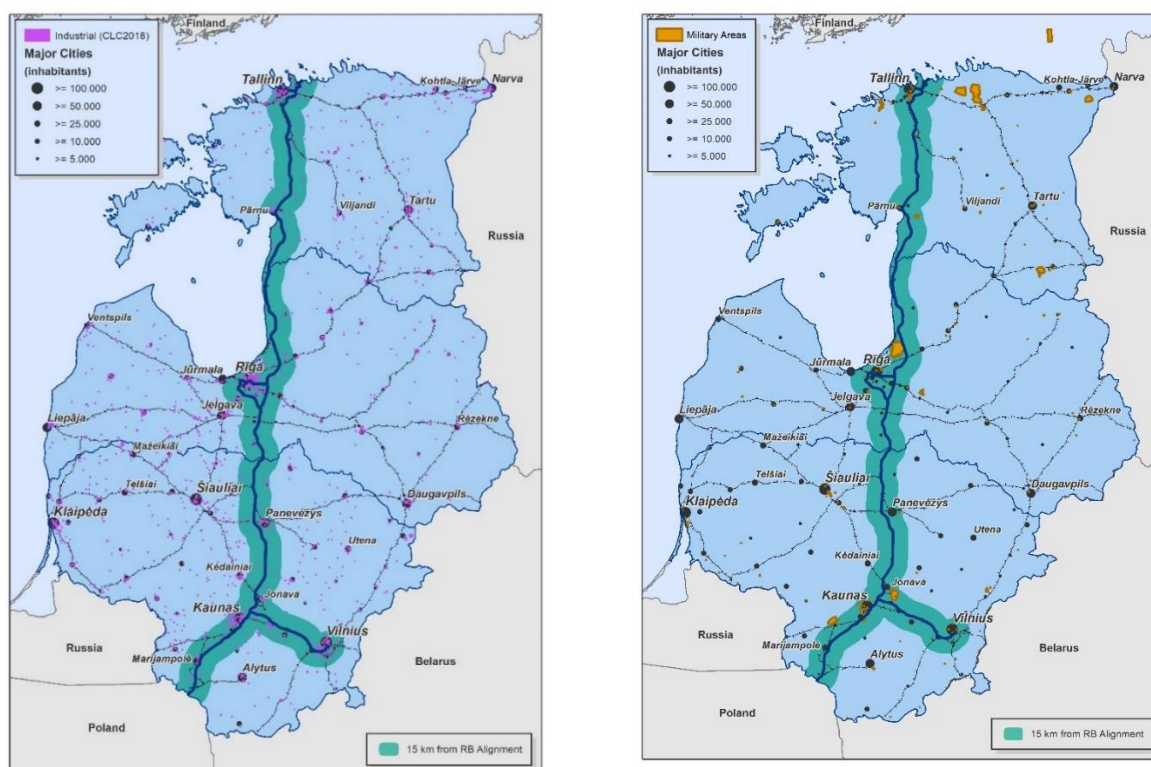 Finland
Industrial (CLC2018)
Major Cities
(inhabitants)
>= 100.000
>= 50.000
>= 25.000
>= 10.000
>= 5.000
Tallinn
Kohtla-Järve
Narva
Pärnu
Viljandi
Tartu
Russia
Ventspils
Rīga
Jūrmala
Jelgava
Liepāja
Rēzekne
Mažeikiai
Telšiai
Šiauliai
Daugavpils
Klaipėda
Panevėžys
Utena
Kėdainiai
Jonava
Kaunas
Vilnius
Russia
Marijampolė
Alytus
Belarus
Poland
15 km from RB Alignment
Finland
Military Areas
Major Cities
(inhabitants)
>= 100.000
>= 50.000
>= 25.000
>= 10.000
>= 5.000
Tallinn
Kohtla-Järve
Narva
Pärnu
Viljandi
Tartu
Russia
Ventspils
Rīga
Jūrmala
Jelgava
Liepāja
Rēzekne
Mažeikiai
Telšiai
Šiauliai
Daugavpils
Klaipėda
Panevėžys
Utena
Kėdainiai
Jonava
Kaunas
Vilnius
Russia
Marijampolė
Alytus
Belarus
Poland
15 km from RB Alignment